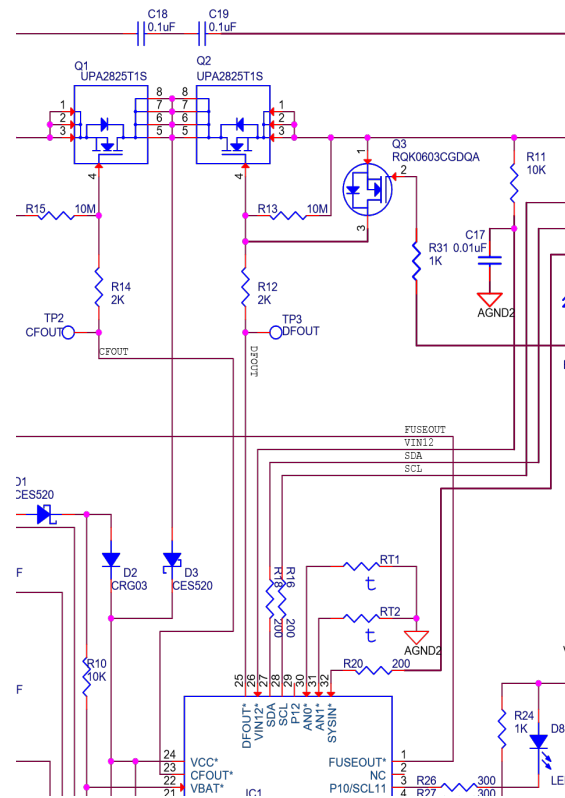 C18
0.1uF
C19
0.1uF
Q1
UPA2825T1S
Q2
UPA2825T1S
1
2
3
8
7
6
5
4
8
7
6
5
1
2
3
4
Q3
RQK0603CGDQA
1
2
3
R11
10K
R15
10M
R13
10M
R31
1K
C17
0.01uF
AGND2
R14
2K
R12
2K
TP2
CFOUT
TP3
DFOUT
CFOUT
DFOUT
FUSEOUT
VIN12
SDA
SCL
D1
CES520
D2
CRG03
D3
CES520
F
F
R18
R16
200
200
RT1
t
RT2
t
AGND2
R20
200
R10
10K
25
26
27
28
29
30
31
32
DFOUT*
VIN12*
SDA
SCL
P12
AN0*
AN1*
SYSIN*
R24
1K
D8
LE
24
23
22
21
VCC*
CFOUT*
VBAT*
IC1
FUSEOUT*
NC
P10/SCL11
1
2
3
4
R26
300
R27
300